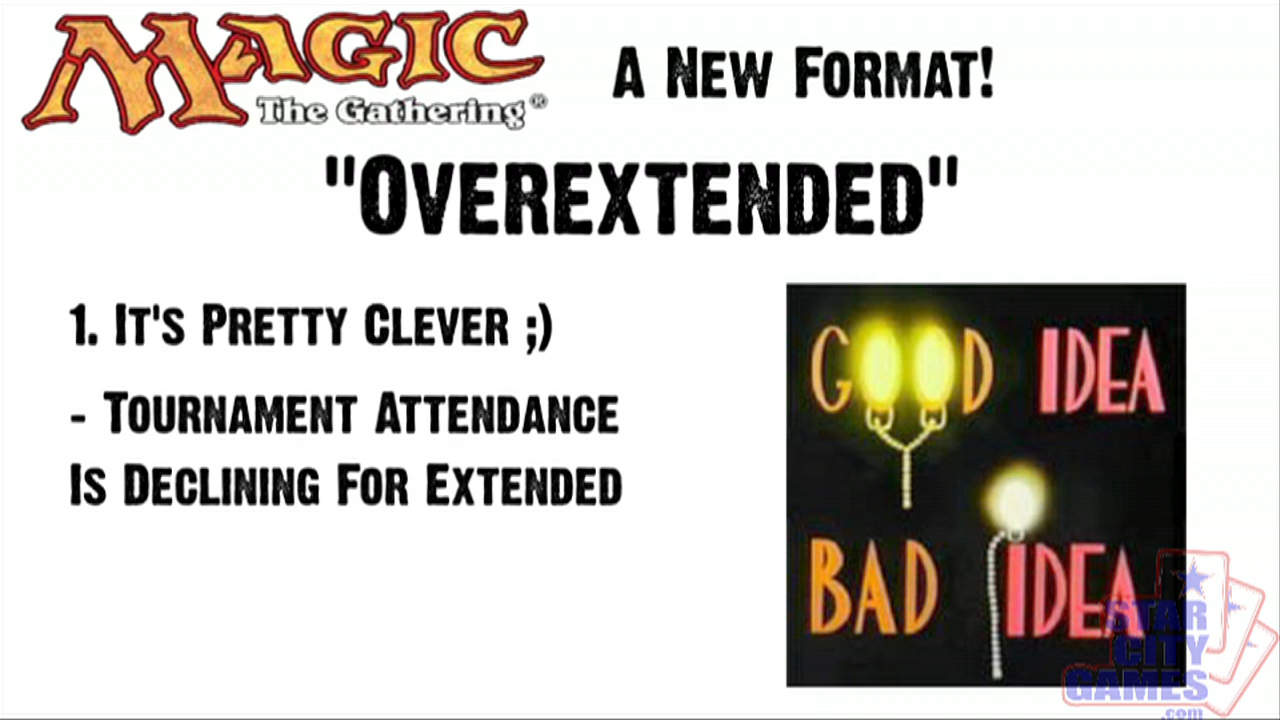 MAGIC
The Gathering®
A NEW FORMAT!
"OVEREXTENDED"
1. IT'S PRETTY CLEVER ;)
- TOURNAMENT ATTENDANCE
IS DECLINING FOR EXTENDED
GOOD IDEA
BAD IDEA
STAR
CITY
GAMES
.com